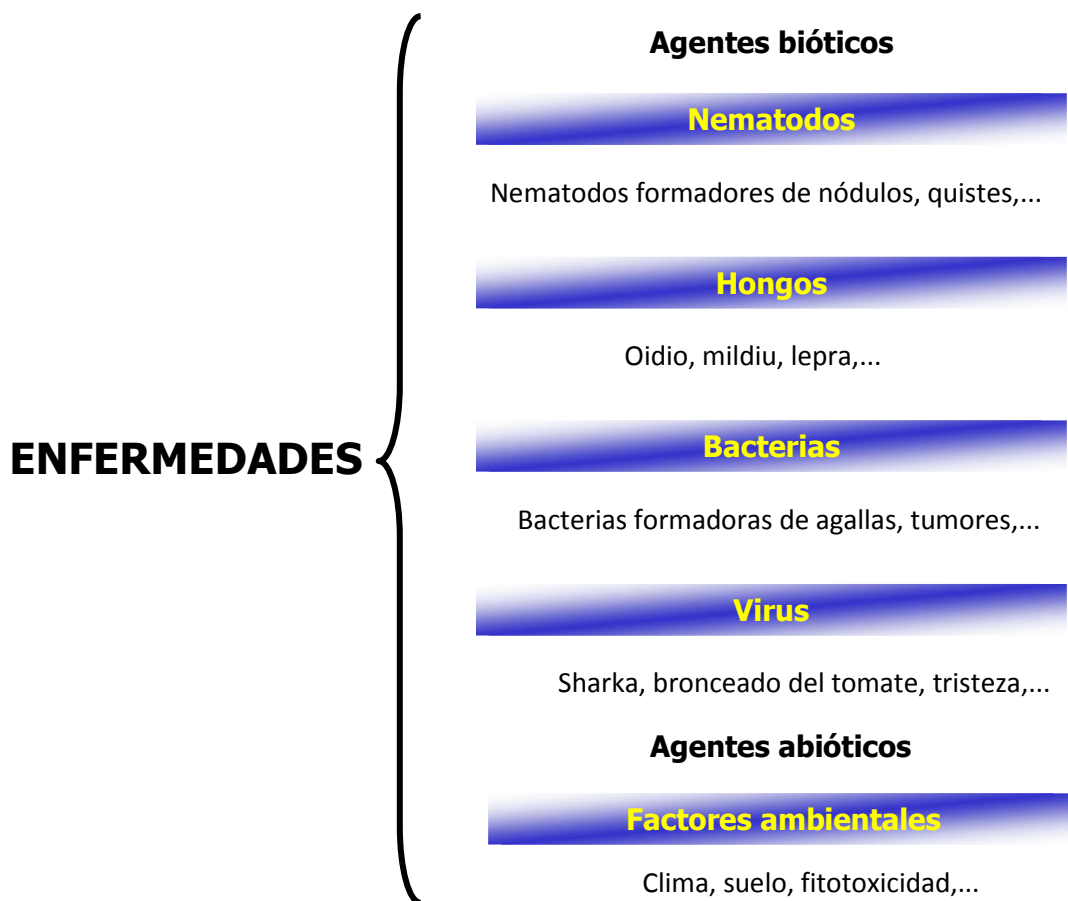 Agentes bióticos
Nematodos
Nematodos formadores de nódulos, quistes,...
Hongos
Oidio, mildiu, lepra,...
ENFERMEDADES
Bacterias
Bacterias formadoras de agallas, tumores,...
Virus
Sharka, bronceado del tomate, tristeza,...
Agentes abióticos
Factores ambientales
Clima, suelo, fitotoxicidad,...